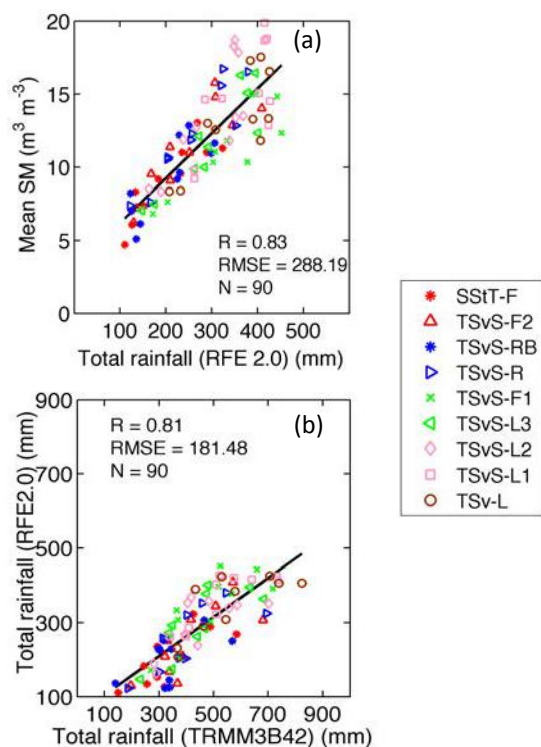 (a)
20
15
10
5
0
Mean SM (m³ m⁻³)
R = 0.83
RMSE = 288.19
N = 90
100 200 300 400 500
Total rainfall (RFE 2.0) (mm)
SStT-F
TSvS-F2
TSvS-RB
TSvS-R
TSvS-F1
TSvS-L3
TSvS-L2
TSvS-L1
TSv-L
(b)
900
700
500
300
100
Total rainfall (RFE2.0) (mm)
R = 0.81
RMSE = 181.48
N = 90
100 300 500 700 900
Total rainfall (TRMM3B42) (mm)